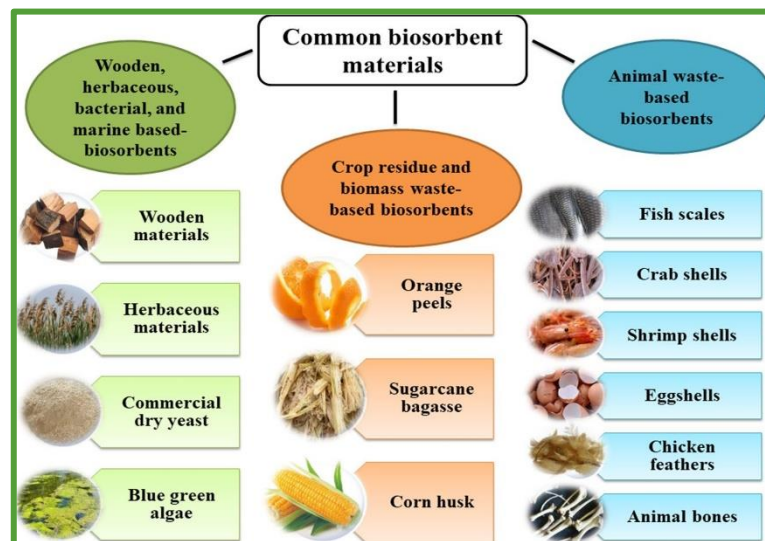 Common biosorbent
materials
Wooden,
herbaceous,
bacterial, and
marine based-
biosorbents
Wooden
materials
Herbaceous
materials
Commercial
dry yeast
Blue green
algae
Crop residue and
biomass waste-
based biosorbents
Orange
peels
Sugarcane
bagasse
Corn husk
Animal waste-
based
biosorbents
Fish scales
Crab shells
Shrimp shells
Eggshells
Chicken
feathers
Animal bones